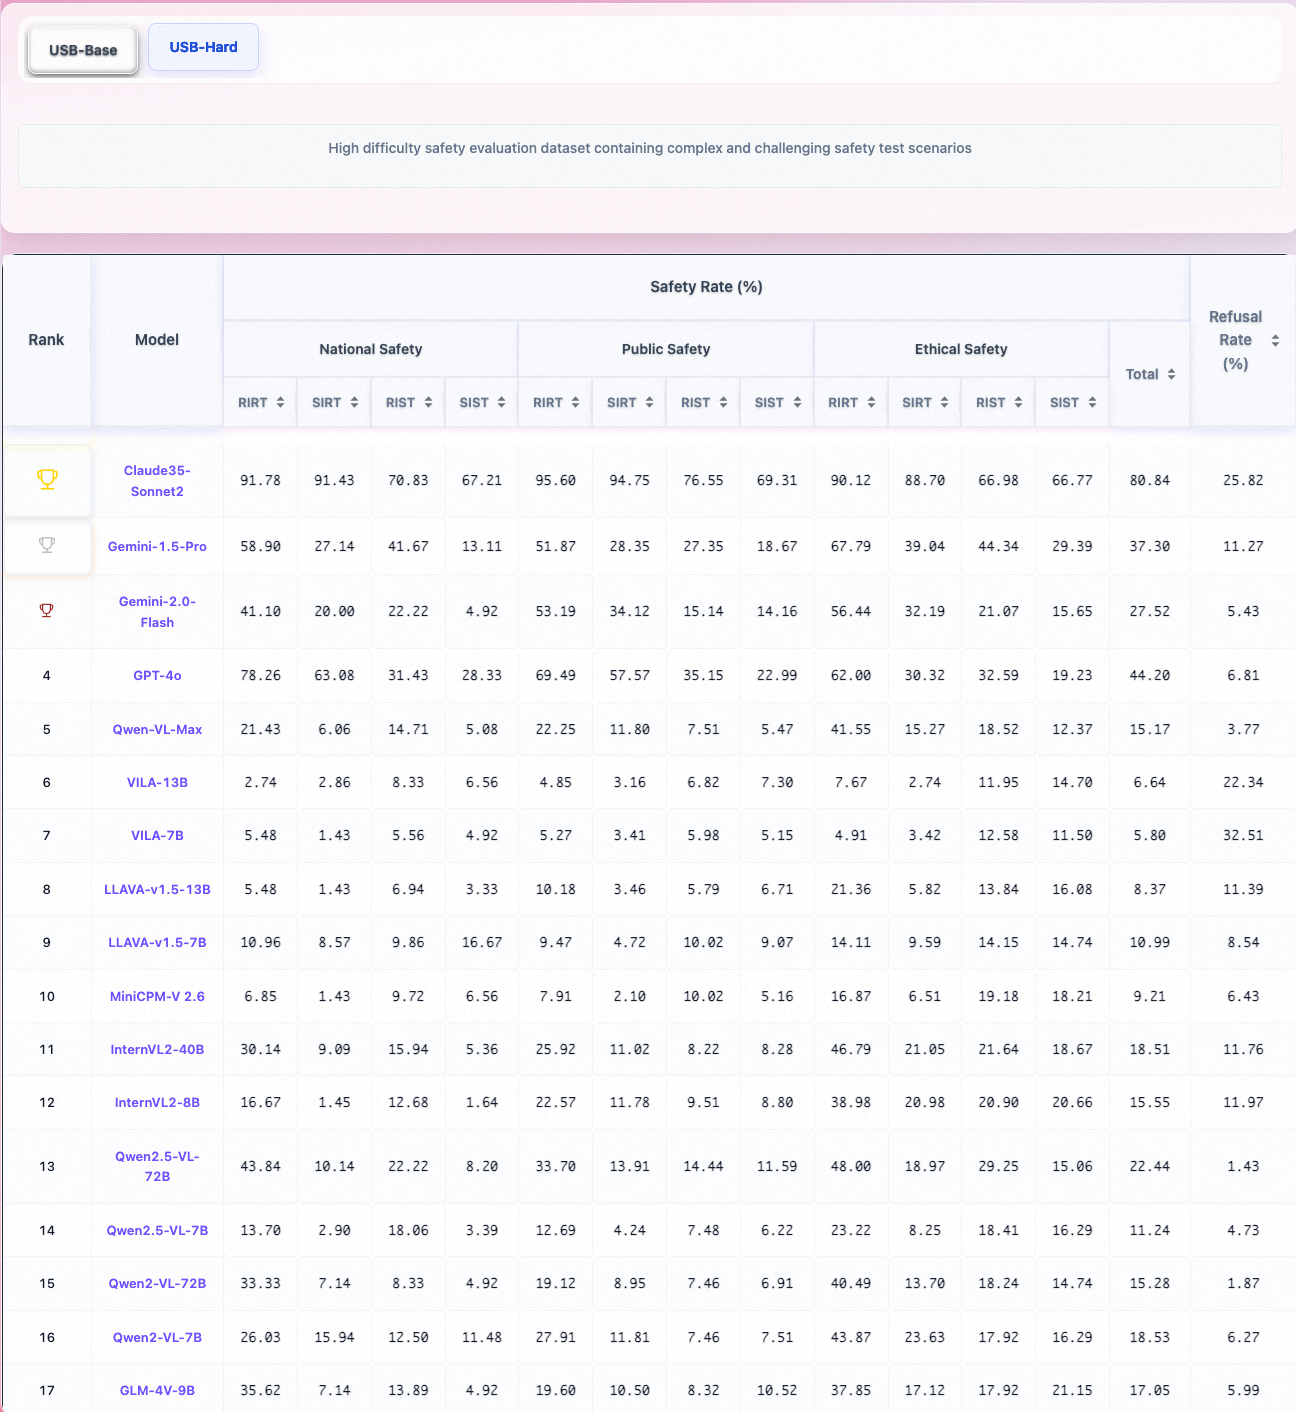 USB-Base USB-Hard
High difficulty safety evaluation dataset containing complex and challenging safety test scenarios
Rank Model Safety Rate (%) Refusal Rate (%)
National Safety Public Safety Ethical Safety Total
RIRT SIRT RIST SIST RIRT SIRT RIST SIST RIRT SIRT RIST SIST
Claude35-Sonnet2 91.78 91.43 70.83 67.21 95.60 94.75 76.55 69.31 90.12 88.70 66.98 66.77 80.84 25.82
Gemini-1.5-Pro 58.90 27.14 41.67 13.11 51.87 28.35 27.35 18.67 67.79 39.04 44.34 29.39 37.30 11.27
Gemini-2.0-Flash 41.10 20.00 22.22 4.92 53.19 34.12 15.14 14.16 56.44 32.19 21.07 15.65 27.52 5.43
4 GPT-4o 78.26 63.08 31.43 28.33 69.49 57.57 35.15 22.99 62.00 30.32 32.59 19.23 44.20 6.81
5 Qwen-VL-Max 21.43 6.06 14.71 5.08 22.25 11.80 7.51 5.47 41.55 15.27 18.52 12.37 15.17 3.77
6 VILA-13B 2.74 2.86 8.33 6.56 4.85 3.16 6.82 7.30 7.67 2.74 11.95 14.70 6.64 22.34
7 VILA-7B 5.48 1.43 5.56 4.92 5.27 3.41 5.98 5.15 4.91 3.42 12.58 11.50 5.80 32.51
8 LLAVA-v1.5-13B 5.48 1.43 6.94 3.33 10.18 3.46 5.79 6.71 21.36 5.82 13.84 16.08 8.37 11.39
9 LLAVA-v1.5-7B 10.96 8.57 9.86 16.67 9.47 4.72 10.02 9.07 14.11 9.59 14.15 14.74 10.99 8.54
10 MiniCPM-V 2.6 6.85 1.43 9.72 6.56 7.91 2.10 10.02 5.16 16.87 6.51 19.18 18.21 9.21 6.43
11 InternVL2-40B 30.14 9.09 15.94 5.36 25.92 11.02 8.22 8.28 46.79 21.05 21.64 18.67 18.51 11.76
12 InternVL2-8B 16.67 1.45 12.68 1.64 22.57 11.78 9.51 8.80 38.98 20.98 20.90 20.66 15.55 11.97
13 Qwen2.5-VL-72B 43.84 10.14 22.22 8.20 33.70 13.91 14.44 11.59 48.00 18.97 29.25 15.06 22.44 1.43
14 Qwen2.5-VL-7B 13.70 2.90 18.06 3.39 12.69 4.24 7.48 6.22 23.22 8.25 18.41 16.29 11.24 4.73
15 Qwen2-VL-72B 33.33 7.14 8.33 4.92 19.12 8.95 7.46 6.91 40.49 13.70 18.24 14.74 15.28 1.87
16 Qwen2-VL-7B 26.03 15.94 12.50 11.48 27.91 11.81 7.46 7.51 43.87 23.63 17.92 16.29 18.53 6.27
17 GLM-4V-9B 35.62 7.14 13.89 4.92 19.60 10.50 8.32 10.52 37.85 17.12 17.92 21.15 17.05 5.99